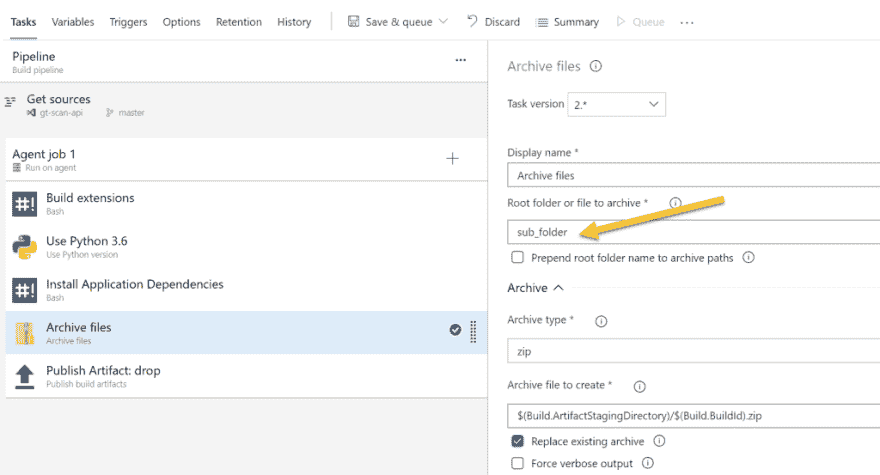 Tasks Variables Triggers Options Retention History Save & queue Discard Summary Queue ...
Pipeline
Build pipeline
...
Get sources
gt-scan-api master
Agent job 1
Run on agent
Build extensions
Bash
Use Python 3.6
Use Python version
Install Application Dependencies
Bash
Archive files
Archive files
Publish Artifact: drop
Publish build artifacts
Archive files
Task version 2.*
Display name *
Archive files
Root folder or file to archive *
sub_folder
Prepend root folder name to archive paths
Archive
Archive type *
zip
Archive file to create *
$(Build.ArtifactStagingDirectory)/$(Build.BuildId).zip
Replace existing archive
Force verbose output